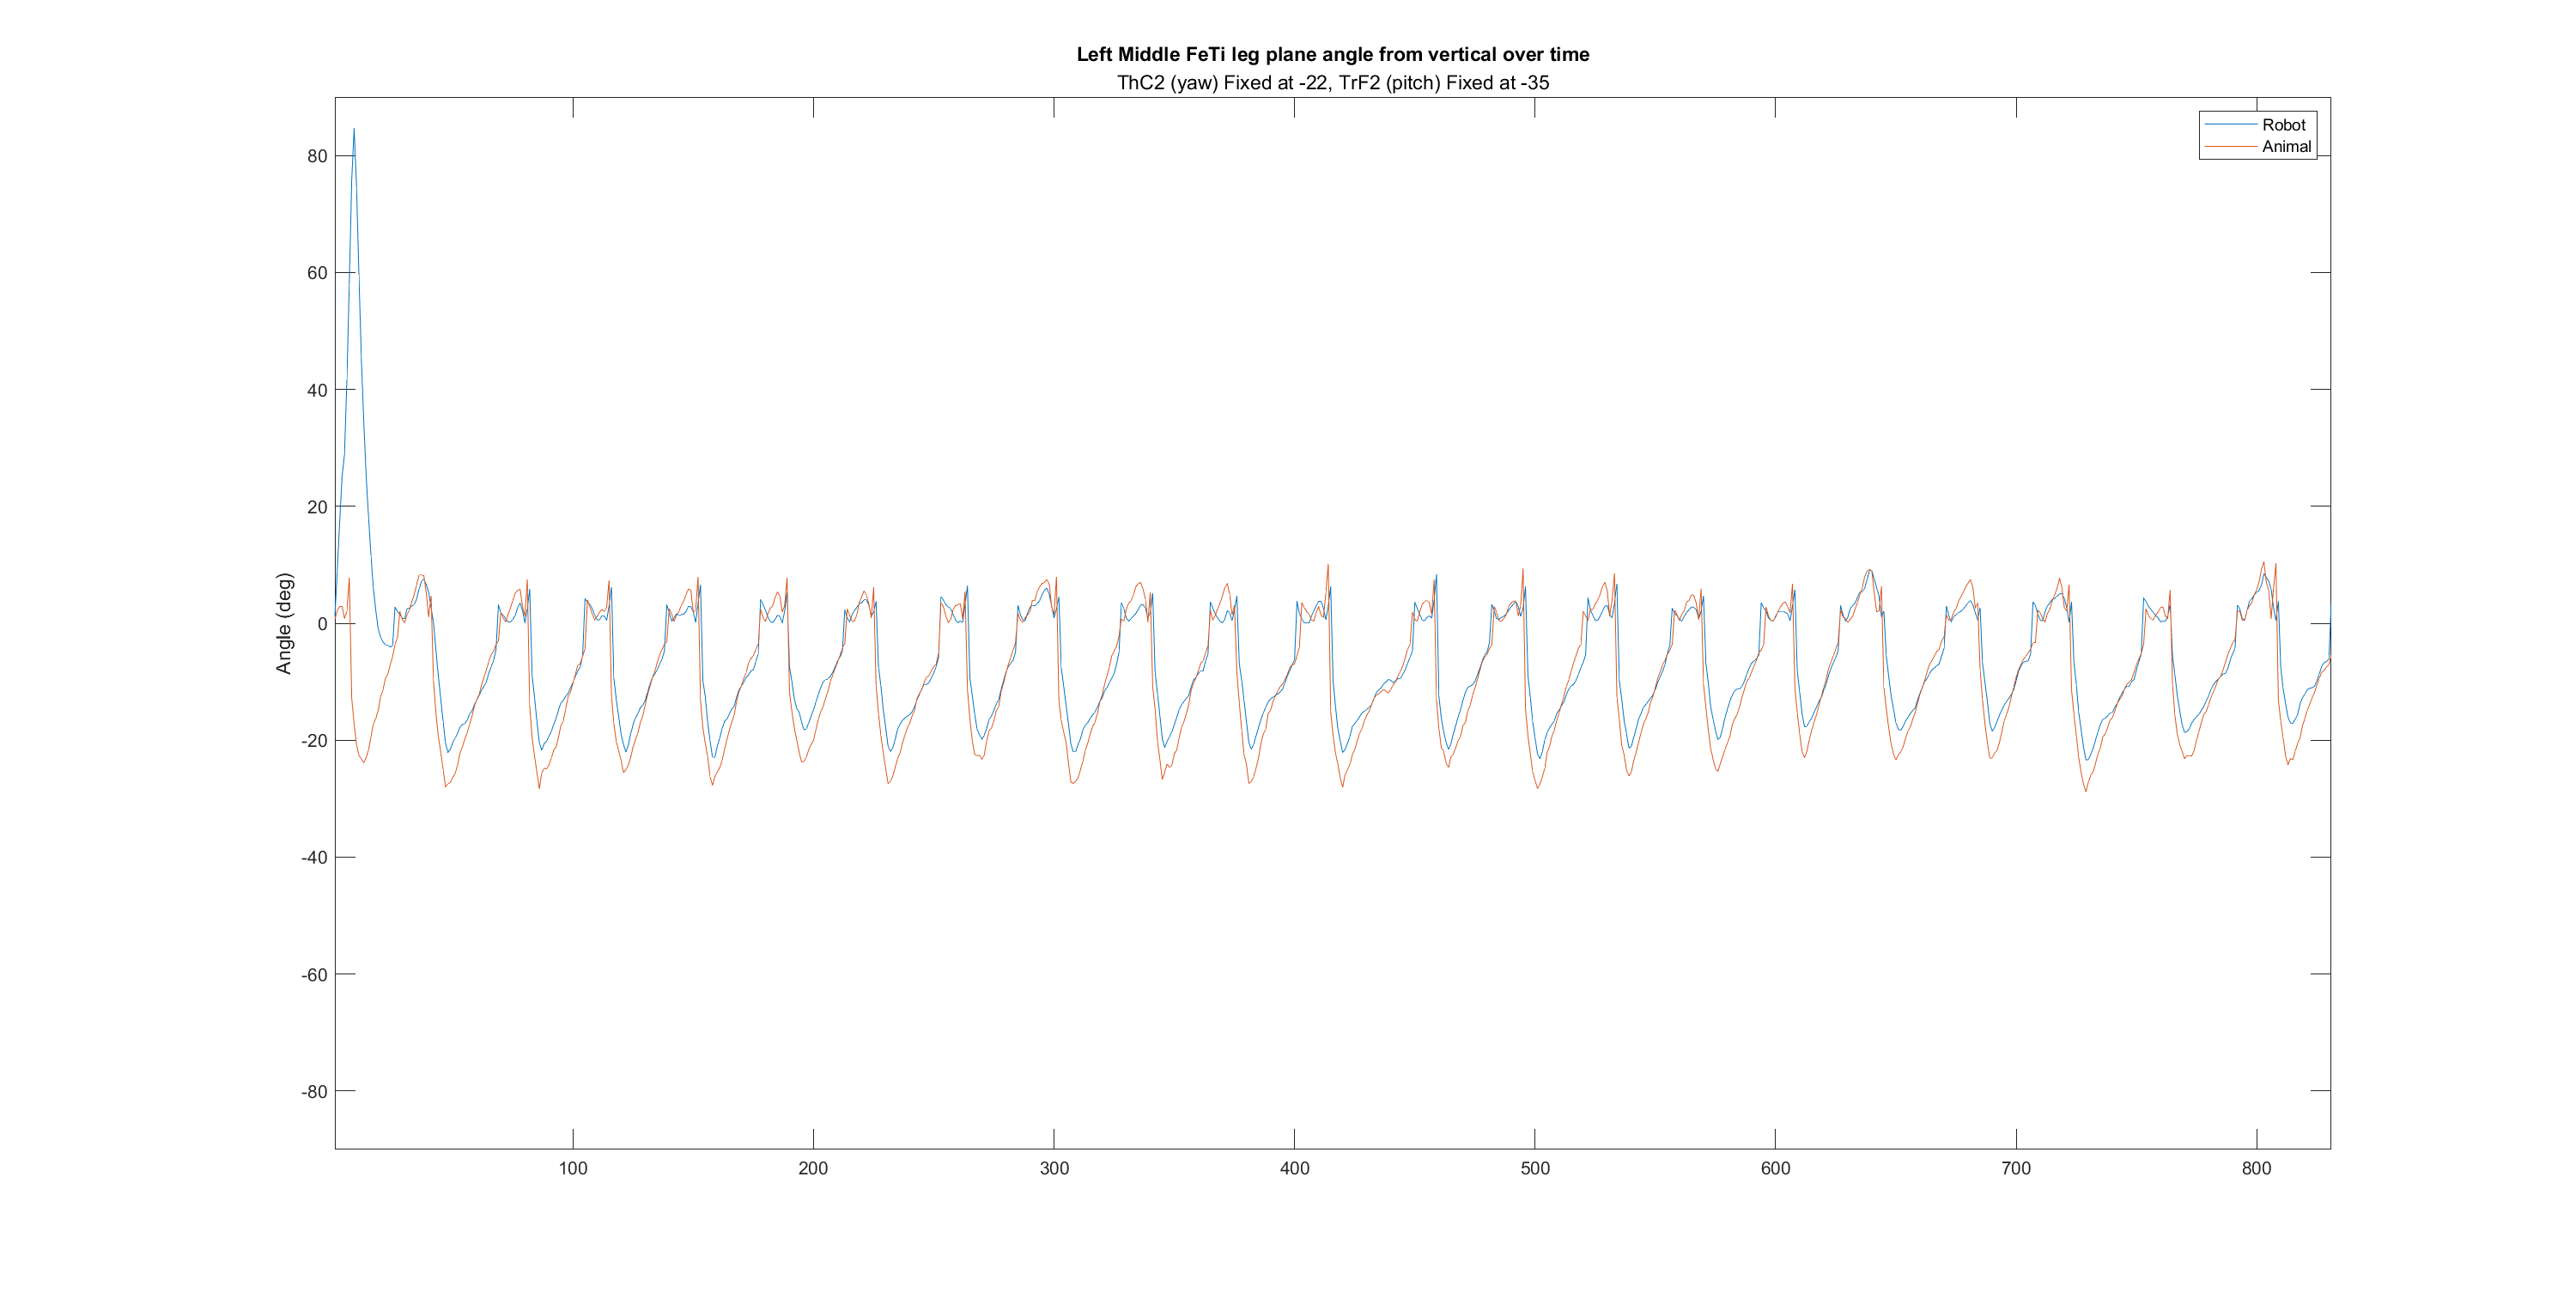 Left Middle FeTi leg plane angle from vertical over time
ThC2 (yaw) Fixed at -22, TrF2 (pitch) Fixed at -35
Robot
Animal
80
60
40
20
0
-20
-40
-60
-80
Angle (deg)
100 200 300 400 500 600 700 800